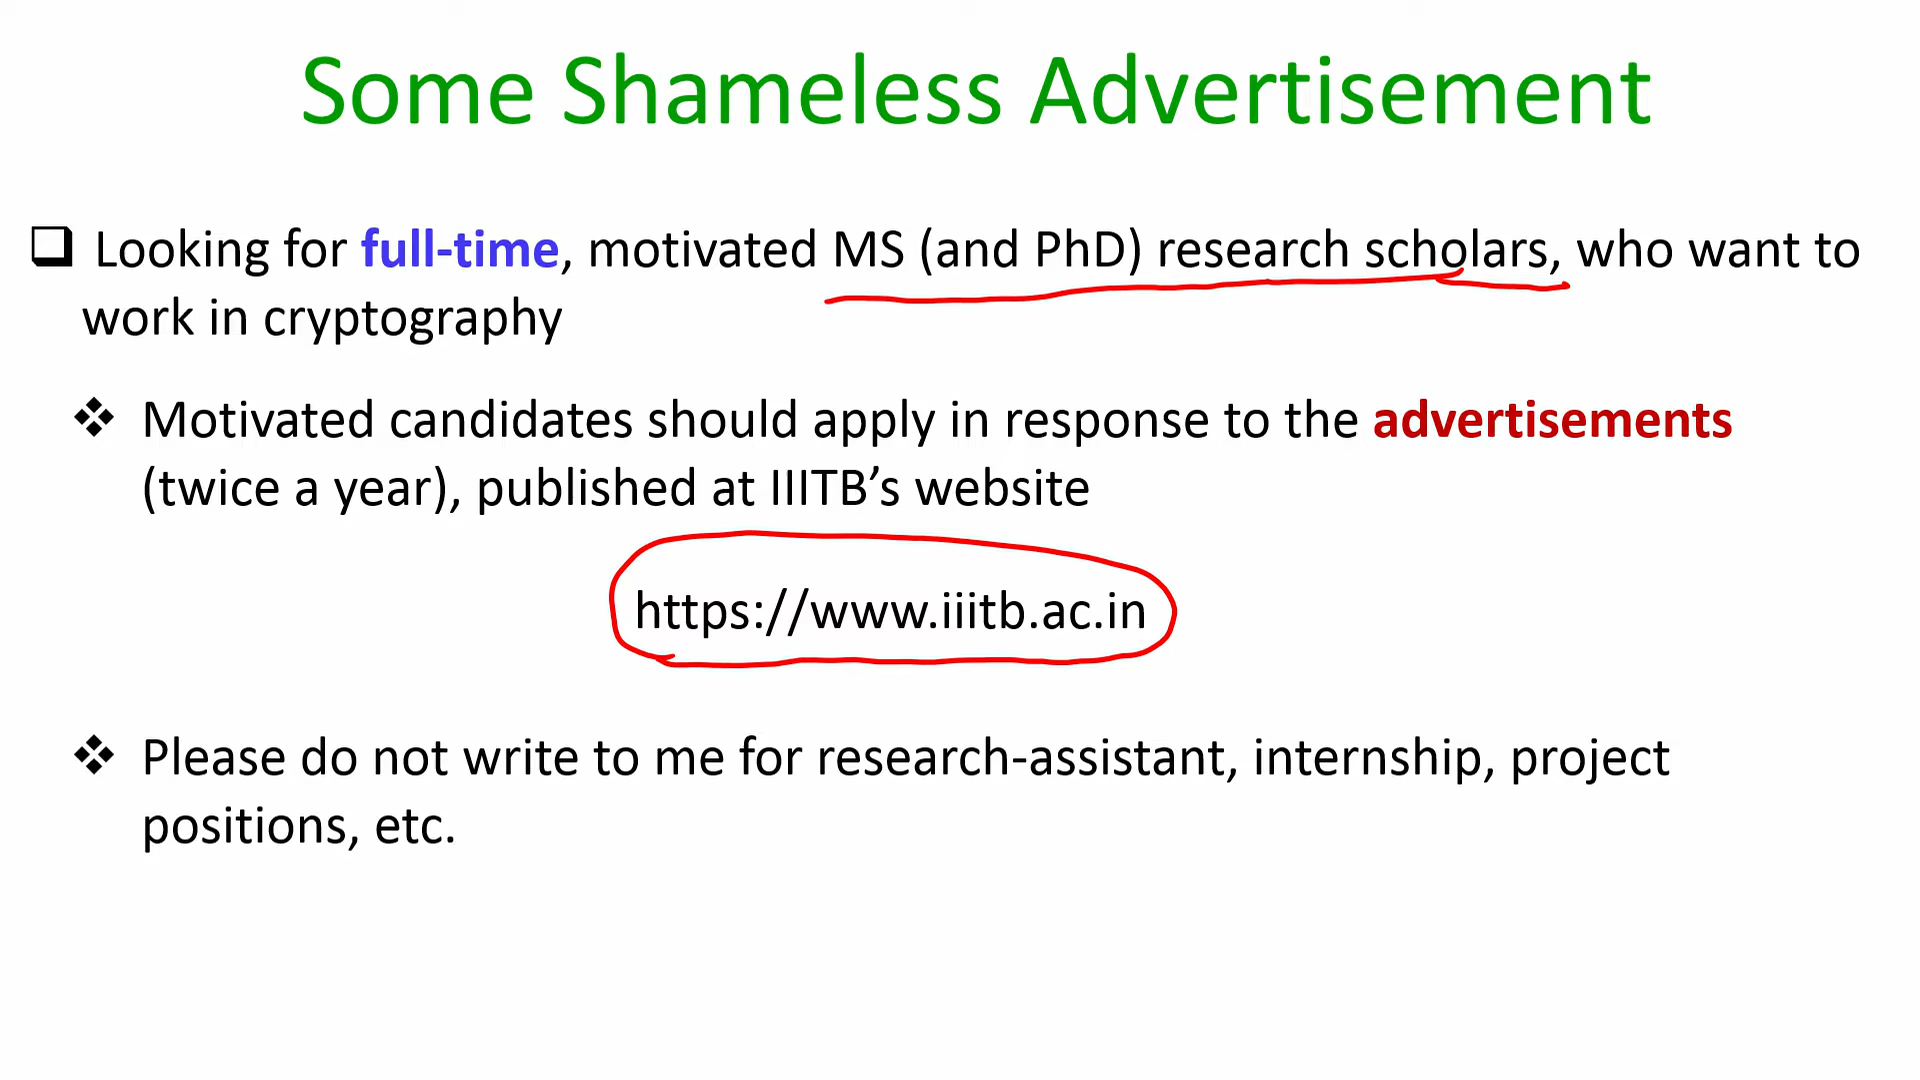 Some Shameless Advertisement
Looking for full-time, motivated MS (and PhD) research scholars, who want to
work in cryptography
Motivated candidates should apply in response to the advertisements
(twice a year), published at IIITB’s website
https://www.iiitb.ac.in
Please do not write to me for research-assistant, internship, project
positions, etc.